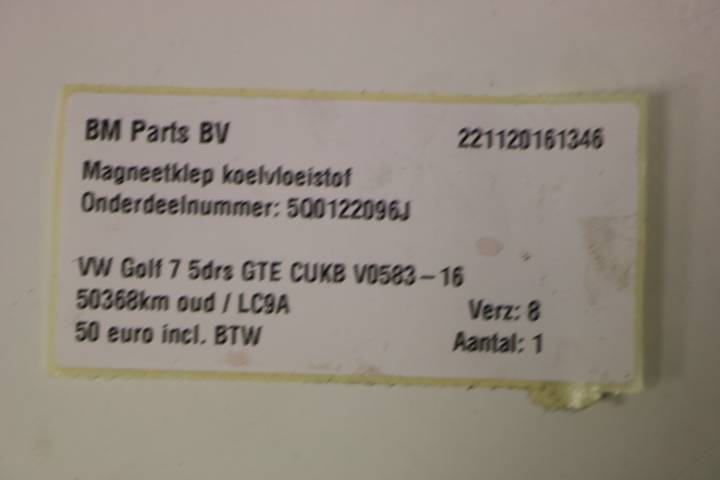 BM Parts BV 221120161346
Magneetklep koelvloeistof
Onderdeelnummer: 5Q0122096J
VW Golf 7 5drs GTE CUKB V0583-16
50368km oud / LC9A Verz: 8
50 euro incl. BTW Aantal: 1